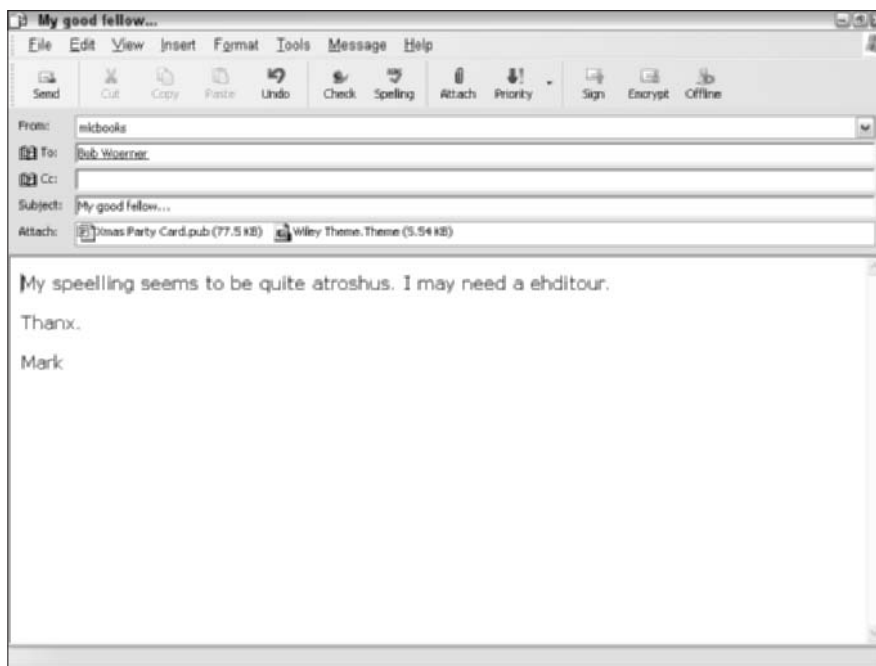 My good fellow...
File Edit View Insert Format Tools Message Help
Send Cut Copy Paste Undo Check Spelling Attach Priority Sign Encrypt Offline
From: micbooks
To: Bob Woerner
Cc:
Subject: My good fellow...
Attach: Xmas Party Card.pub (77.5 KB) Wiley Theme.Theme (5.54 KB)
My speelling seems to be quite atroshus. I may need a ehditour.
Thanx.
Mark